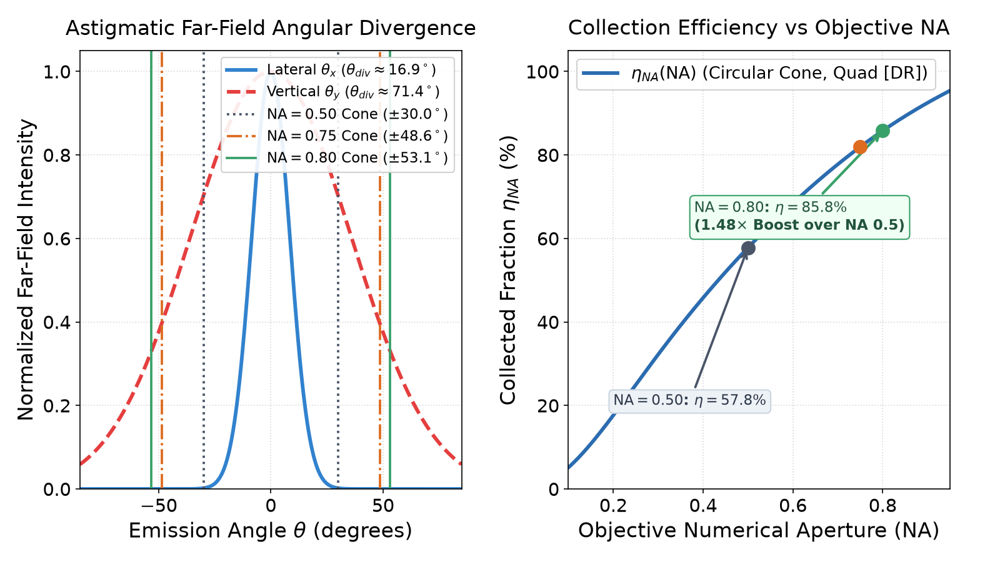 Astigmatic Far-Field Angular Divergence
Normalized Far-Field Intensity
1.0
0.8
0.6
0.4
0.2
0.0
Lateral θx (θdiv ≈ 16.9°)
Vertical θy (θdiv ≈ 71.4°)
NA = 0.50 Cone (±30.0°)
NA = 0.75 Cone (±48.6°)
NA = 0.80 Cone (±53.1°)
−50 0 50
Emission Angle θ (degrees)
Collection Efficiency vs Objective NA
Collected Fraction ηNA (%)
100
80
60
40
20
0
ηNA(NA) (Circular Cone, Quad [DR])
NA = 0.80: η = 85.8%
(1.48× Boost over NA 0.5)
NA = 0.50: η = 57.8%
0.2 0.4 0.6 0.8
Objective Numerical Aperture (NA)